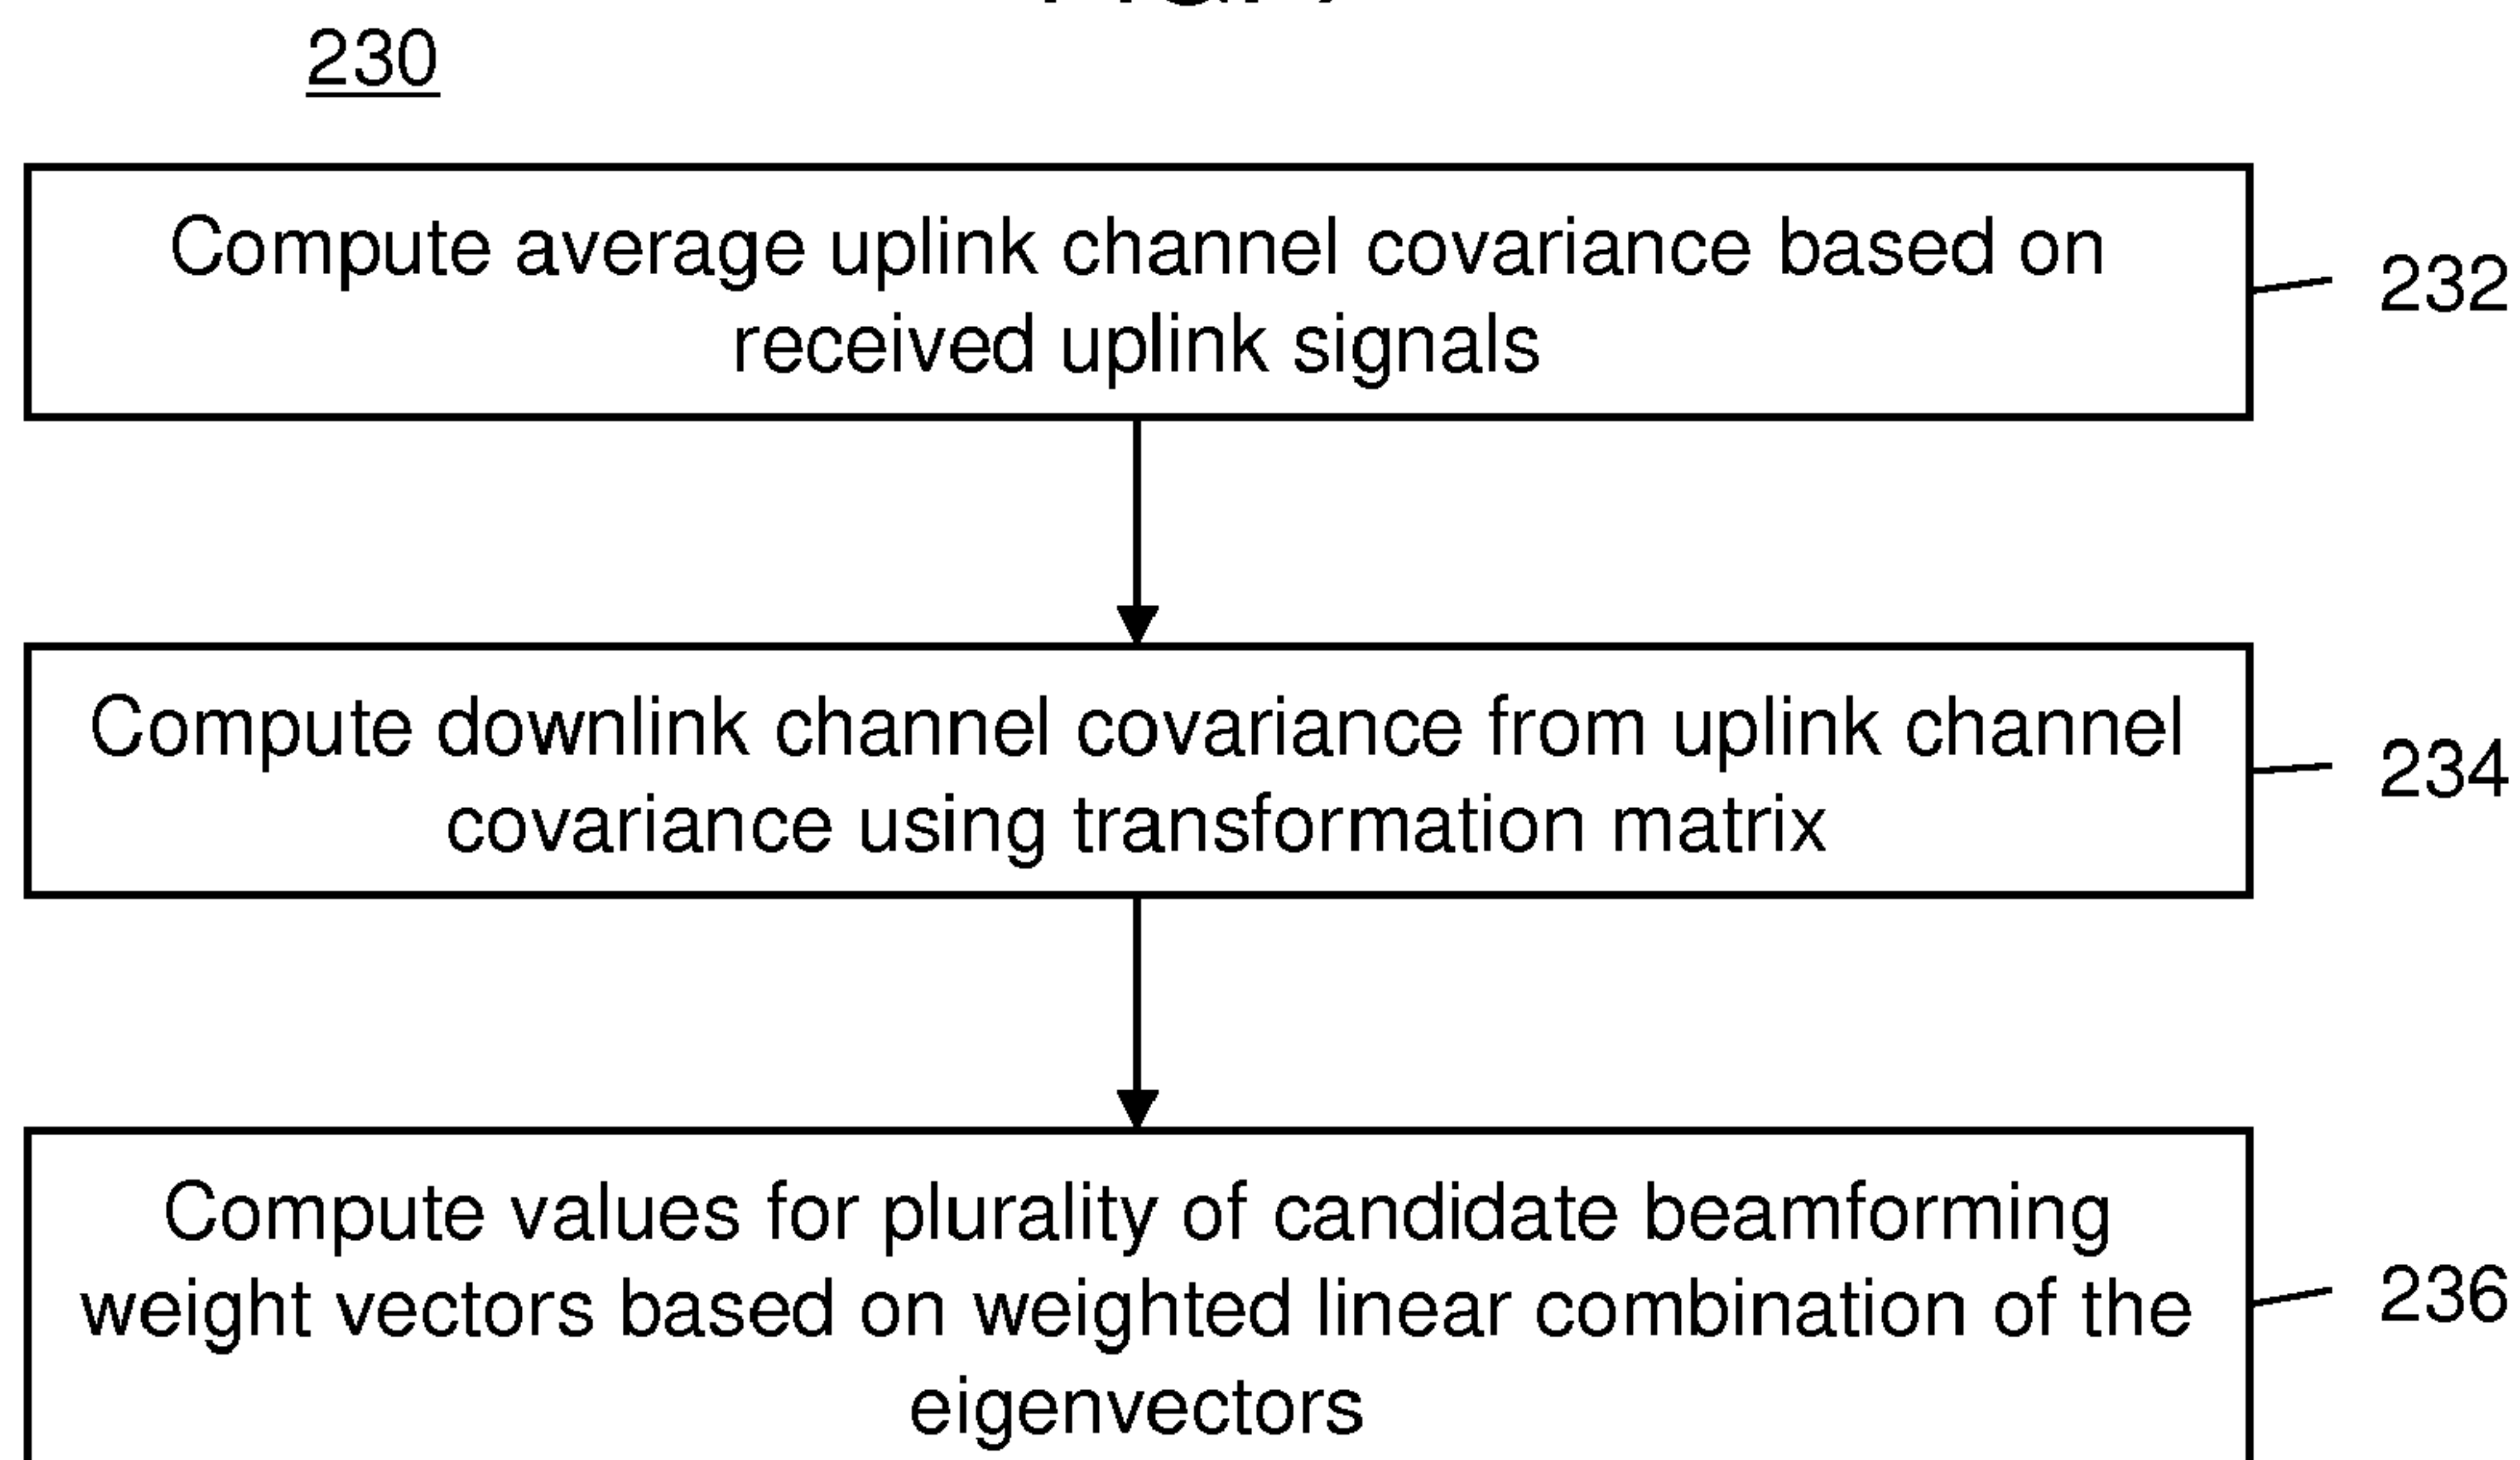 230
Compute average uplink channel covariance based on
received uplink signals
232
Compute downlink channel covariance from uplink channel
covariance using transformation matrix
234
Compute values for plurality of candidate beamforming
weight vectors based on weighted linear combination of the
eigenvectors
236